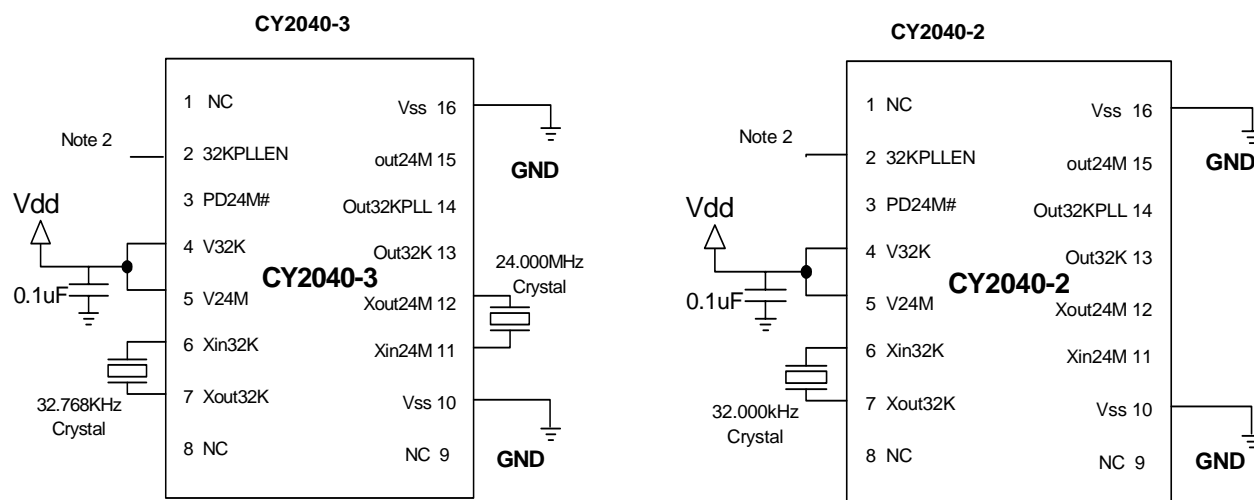 CY2040-3
1 NC
Vss 16
Note 2
2 32KPLLEN
out24M 15
GND
3 PD24M#
Out32KPLL 14
Vdd
4 V32K
Out32K 13
CY2040-3
24.000MHz
Crystal
0.1uF
5 V24M
Xout24M 12
6 Xin32K
Xin24M 11
32.768KHz
Crystal
7 Xout32K
Vss 10
8 NC
NC 9
GND
CY2040-2
1 NC
Vss 16
Note 2
2 32KPLLEN
out24M 15
GND
3 PD24M#
Out32KPLL 14
Vdd
4 V32K
Out32K 13
CY2040-2
0.1uF
5 V24M
Xout24M 12
6 Xin32K
Xin24M 11
32.000kHz
Crystal
7 Xout32K
Vss 10
8 NC
NC 9
GND